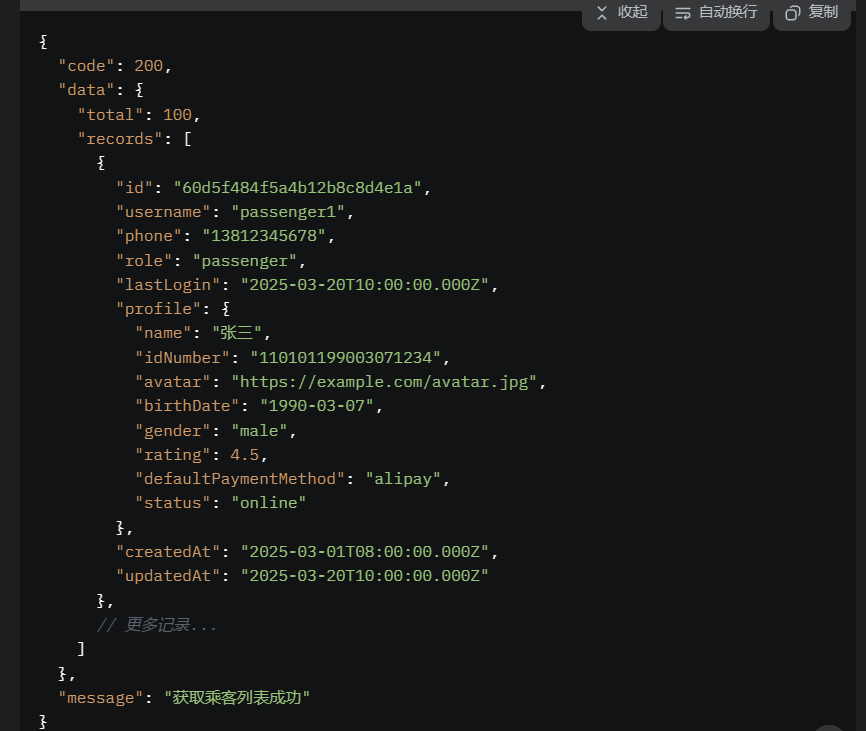 收起 自动换行 复制
{
  "code": 200,
  "data": {
    "total": 100,
    "records": [
      {
        "id": "60d5f484f5a4b12b8c8d4e1a",
        "username": "passenger1",
        "phone": "13812345678",
        "role": "passenger",
        "lastLogin": "2025-03-20T10:00:00.000Z",
        "profile": {
          "name": "张三",
          "idNumber": "110101199003071234",
          "avatar": "https://example.com/avatar.jpg",
          "birthDate": "1990-03-07",
          "gender": "male",
          "rating": 4.5,
          "defaultPaymentMethod": "alipay",
          "status": "online"
        },
        "createdAt": "2025-03-01T08:00:00.000Z",
        "updatedAt": "2025-03-20T10:00:00.000Z"
      },
      // 更多记录...
    ]
  },
  "message": "获取乘客列表成功"
}